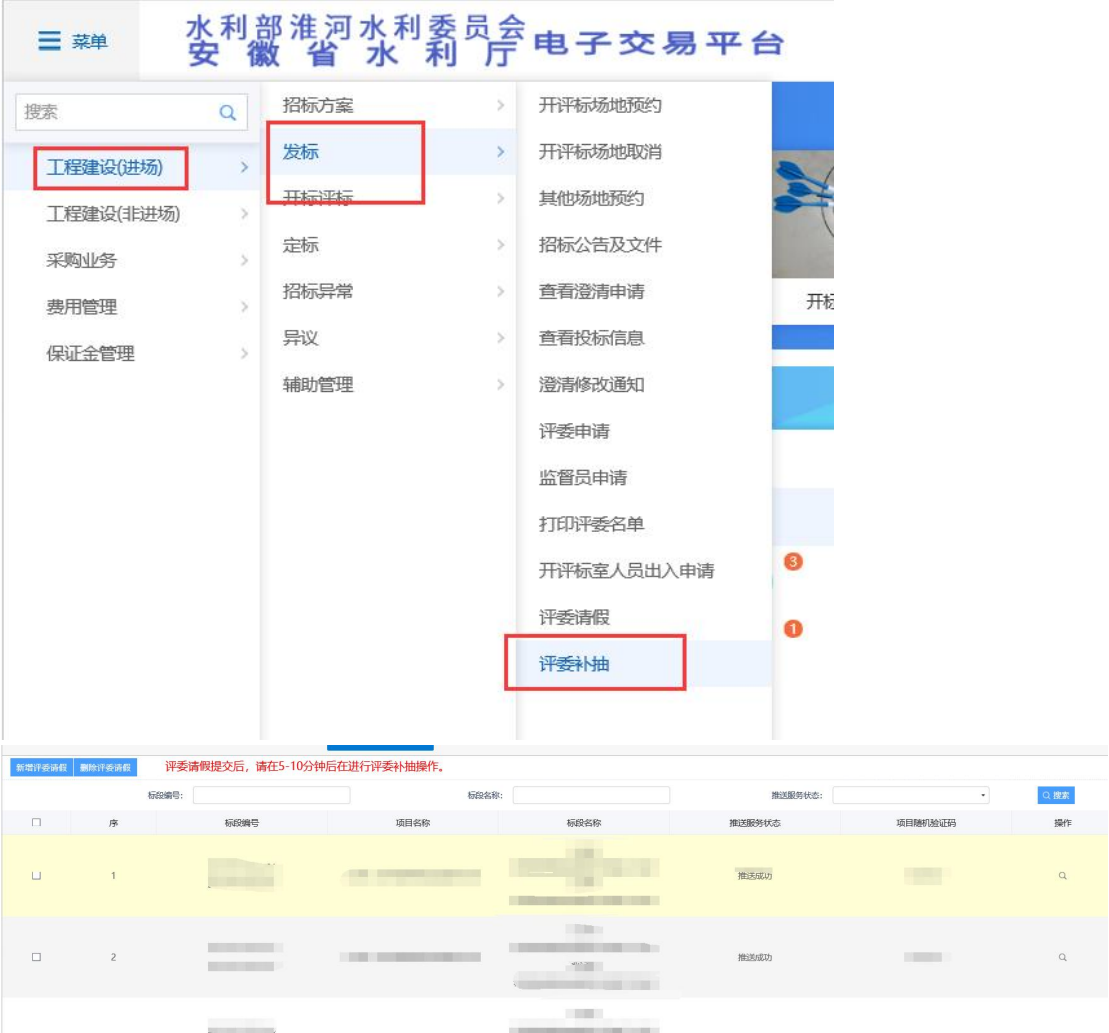 菜单
水利部淮河水利委员会
安徽省水利厅
电子交易平台
搜索
工程建设(进场)
工程建设(非进场)
采购业务
费用管理
保证金管理
招标方案
发标
开标评标
定标
招标异常
异议
辅助管理
开评标场地预约
开评标场地取消
其他场地预约
招标公告及文件
查看澄清申请
查看投标信息
澄清修改通知
评委申请
监督员申请
打印评委名单
开评标室人员出入申请
评委请假
评委补抽
开标
3
1
新增评委请假 删除评委请假 评委请假提交后，请在5-10分钟后在进行评委补抽操作。
标段编号: 标段名称: 推送服务状态: 搜索
序 标段编号 项目名称 标段名称 推送服务状态 项目随机验证码 操作
1 推送成功
2 推送成功